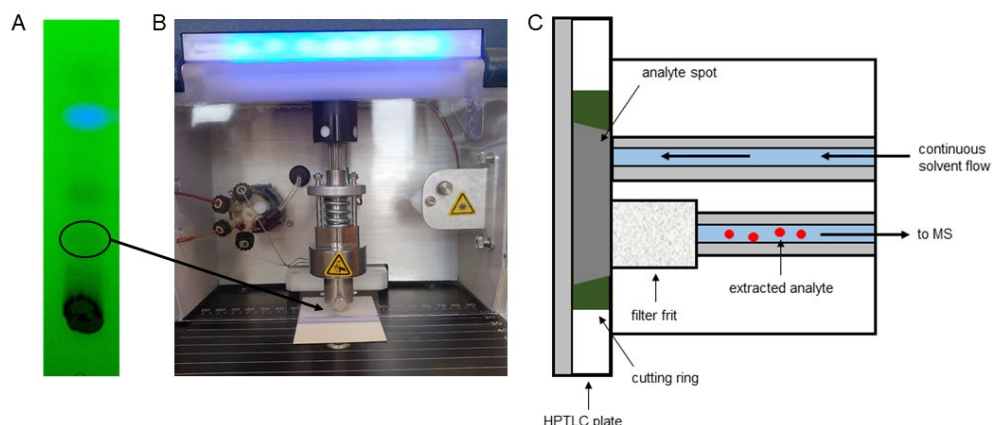 A
B
C
analyte spot
continuous
solvent flow
to MS
extracted analyte
filter frit
cutting ring
HPTLC plate